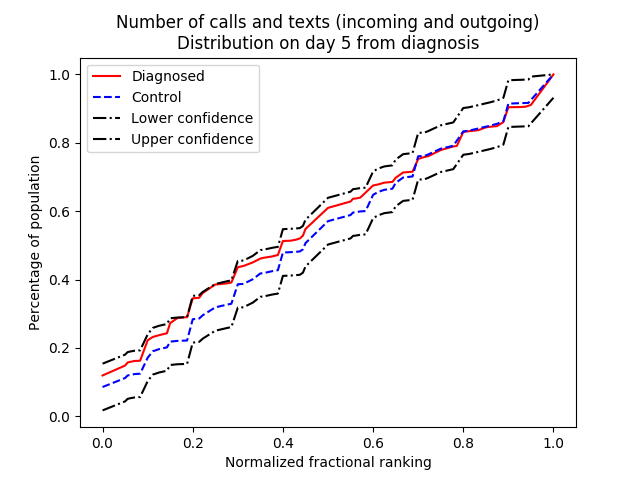 Number of calls and texts (incoming and outgoing)
Distribution on day 5 from diagnosis
Diagnosed
Control
Lower confidence
Upper confidence
Percentage of population
1.0
0.8
0.6
0.4
0.2
0.0
0.0 0.2 0.4 0.6 0.8 1.0
Normalized fractional ranking